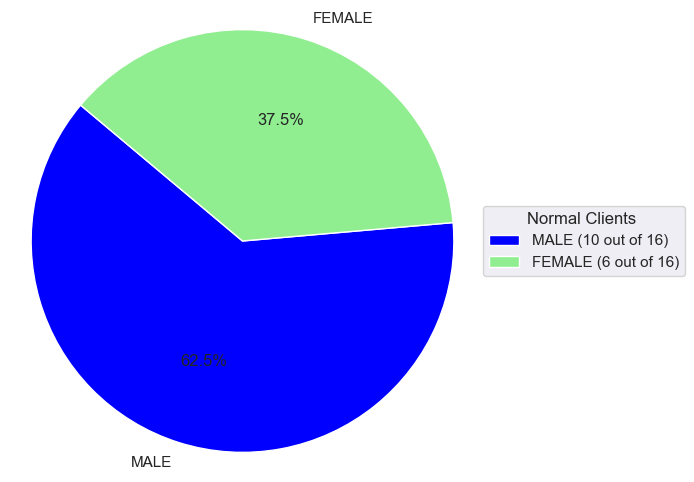 FEMALE
37.5%
Normal Clients
MALE (10 out of 16)
FEMALE (6 out of 16)
62.5%
MALE